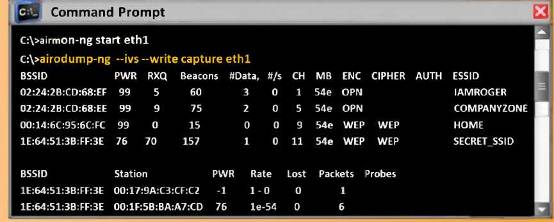 Command Prompt
C:\>airmon-ng start eth1
C:\>airodump-ng --ivs --write capture eth1
BSSID PWR RXQ Beacons #Data, #/s CH MB ENC CIPHER AUTH ESSID
02:24:2B:CD:68:EF 99 5 60 3 0 1 54e OPN IAMROGER
02:24:2B:CD:68:EE 99 9 75 2 0 5 54e OPN COMPANYZONE
00:14:6C:95:6C:FC 99 0 15 0 0 9 54e WEP WEP HOME
1E:64:51:3B:FF:3E 76 70 157 1 0 11 54e WEP WEP SECRET_SSID
BSSID Station PWR Rate Lost Packets Probes
1E:64:51:3B:FF:3E 00:17:9A:C3:CF:C2 -1 1 - 0 0 1
1E:64:51:3B:FF:3E 00:1F:5B:BA:A7:CD 76 1e-54 0 6